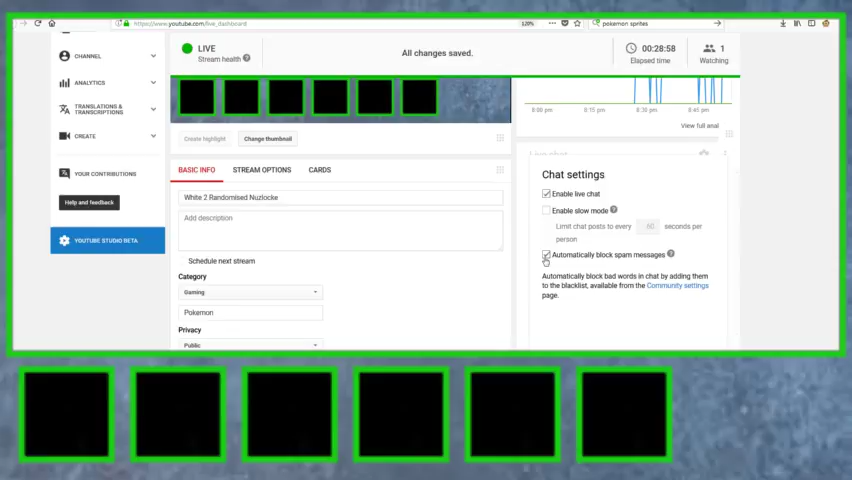 https://www.youtube.com/live_dashboard
120%
pokemon sprites
CHANNEL
ANALYTICS
TRANSLATIONS &
TRANSCRIPTIONS
CREATE
YOUR CONTRIBUTIONS
Help and feedback
YOUTUBE STUDIO BETA
LIVE
Stream health ?
All changes saved.
00:28:58
Elapsed time
1
Watching
Create highlight
Change thumbnail
BASIC INFO
STREAM OPTIONS
CARDS
White 2 Randomised Nuzlocke
Add description
Schedule next stream
Category
Gaming
Pokemon
Privacy
Public
8:00 pm 8:15 pm 8:30 pm 8:45 pm
View full anal
Live chat
Chat settings
Enable live chat
Enable slow mode ?
Limit chat posts to every 60 seconds per
person
Automatically block spam messages ?
Automatically block bad words in chat by adding them
to the blacklist, available from the Community settings
page.